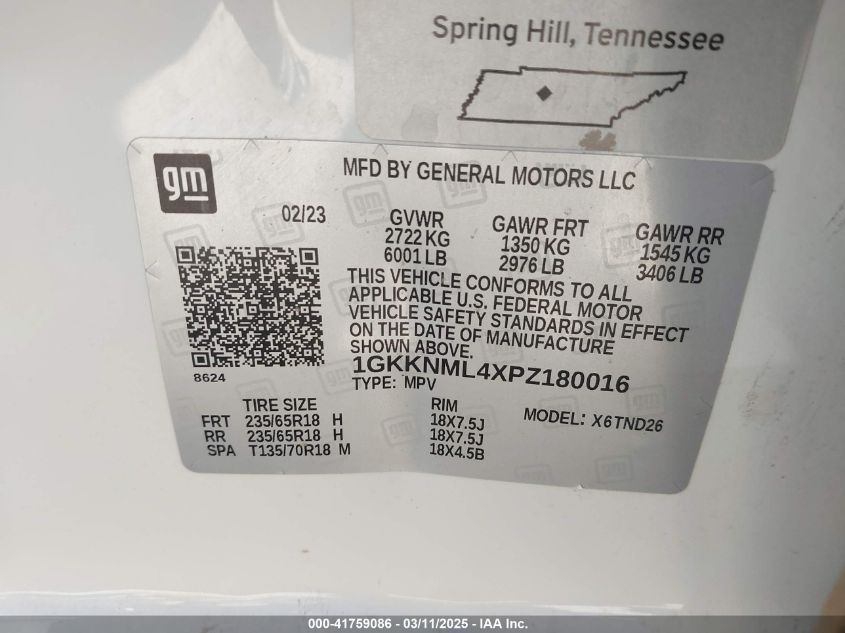 Spring Hill, Tennessee
gm
MFD BY GENERAL MOTORS LLC
02/23
GVWR
2722 KG
6001 LB
GAWR FRT
1350 KG
2976 LB
GAWR RR
1545 KG
3406 LB
THIS VEHICLE CONFORMS TO ALL
APPLICABLE U.S. FEDERAL MOTOR
VEHICLE SAFETY STANDARDS IN EFFECT
ON THE DATE OF MANUFACTURE
SHOWN ABOVE.
8624
1GKKNML4XPZ180016
TYPE: MPV
TIRE SIZE
RIM
MODEL: X6TND26
FRT 235/65R18 H 18X7.5J
RR 235/65R18 H 18X7.5J
SPA T135/70R18 M 18X4.5B
000-41759086 - 03/11/2025 - IAA Inc.